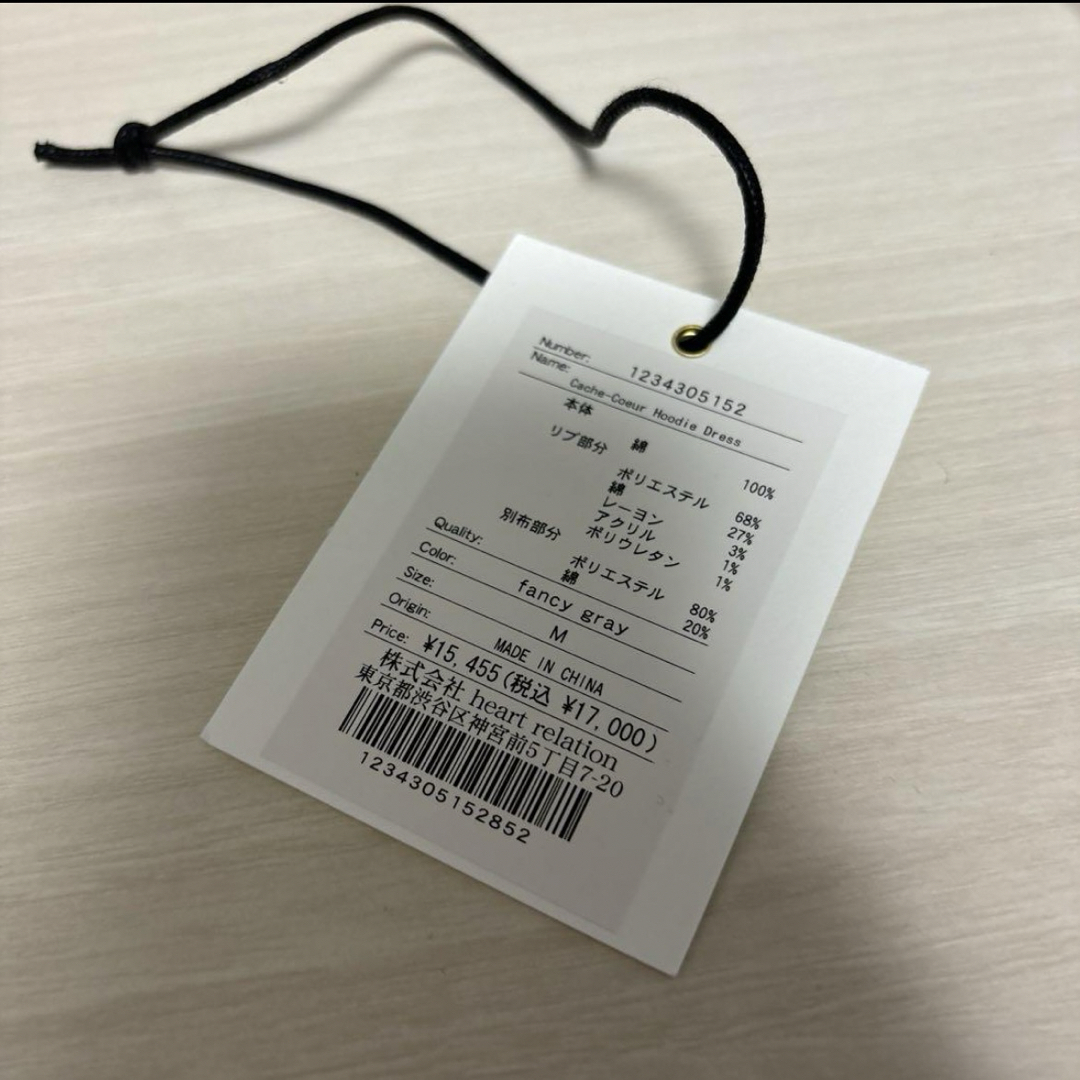 Number: 1234305152
Name: Cache-Coeur Hoodie Dress
本体 綿 100%
リブ部分 ポリエステル 68%
綿 27%
レーヨン 3%
アクリル 1%
ポリウレタン 1%
別布部分 ポリエステル 80%
Quality: 綿 20%
Color: fancy gray
Size: M
Origin: MADE IN CHINA
Price: ¥15,455(税込 ¥17,000)
株式会社 heart relation
東京都渋谷区神宮前5丁目7-20
1234305152852